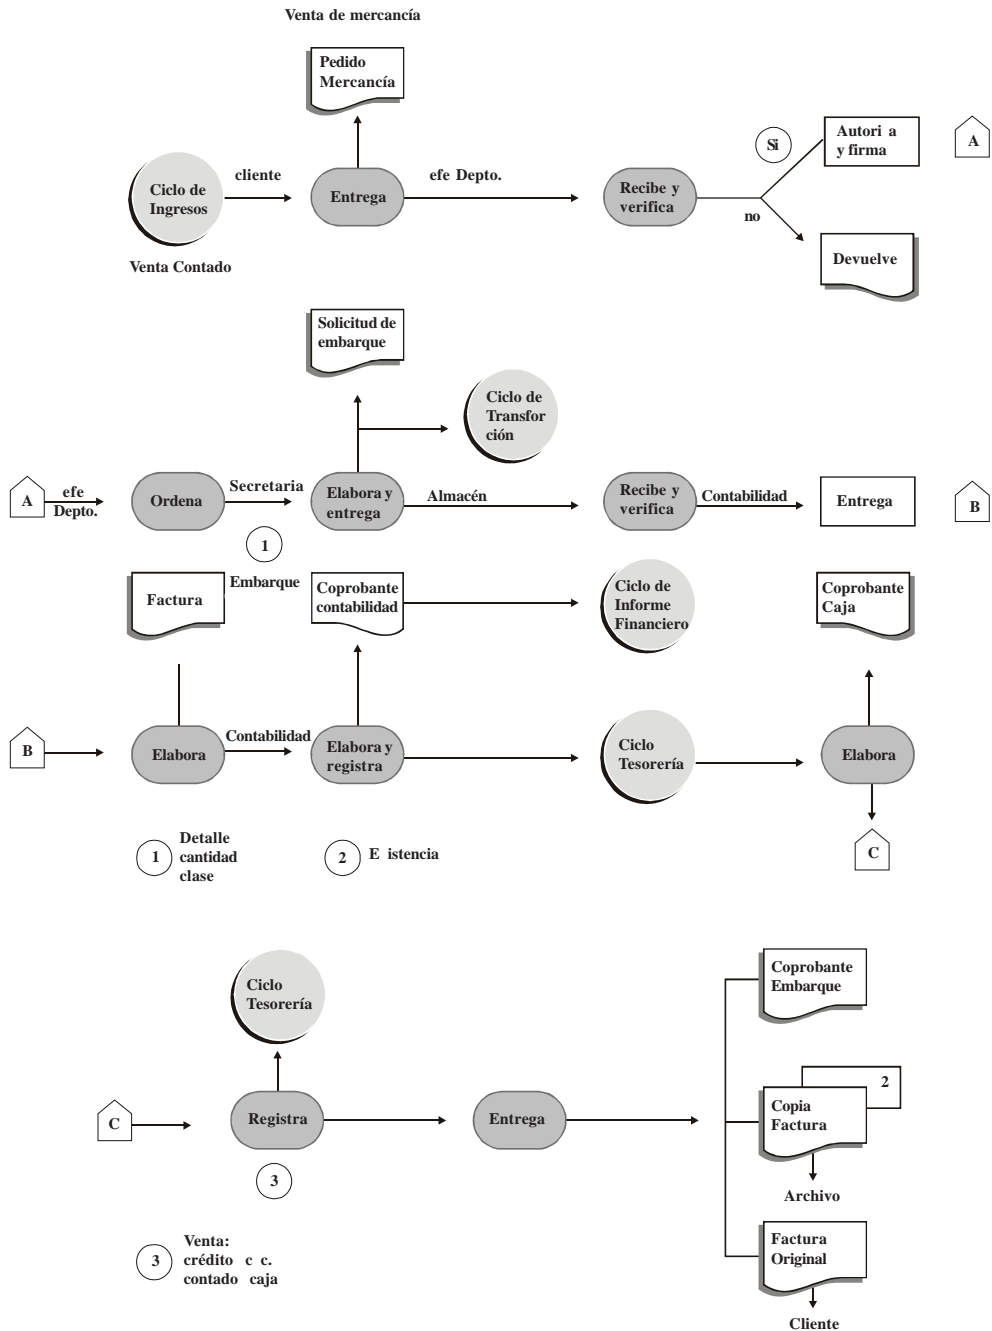 Venta de mercancía
Pedido
Mercancía
Si
Autori a
y firma
A
cliente
efe Depto.
Ciclo de
Ingresos
Entrega
Recibe y
verifica
no
Venta Contado
Devuelve
Solicitud de
embarque
Ciclo de
Transfor
ción
A
efe
Depto.
Ordena
Secretaria
Elabora y
entrega
Almacén
Recibe y
verifica
Contabilidad
Entrega
B
1
Factura
Embarque
Coprobante
contabilidad
Ciclo de
Informe
Financiero
Coprobante
Caja
B
Elabora
Contabilidad
Elabora y
registra
Ciclo
Tesorería
Elabora
1
Detalle
cantidad
clase
2
E istencia
C
Ciclo
Tesorería
Coprobante
Embarque
2
Copia
Factura
C
Registra
Entrega
3
Archivo
3
Venta:
crédito c c.
contado caja
Factura
Original
Cliente